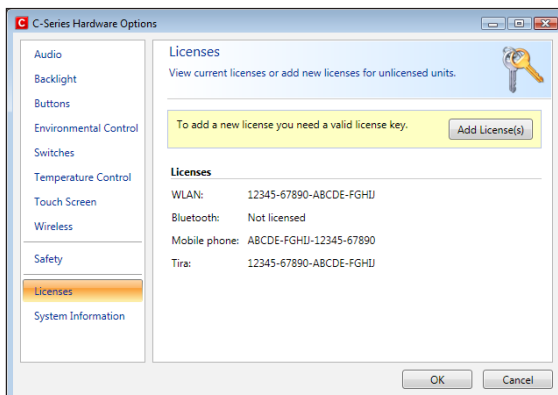 C C-Series Hardware Options
Audio
Backlight
Buttons
Environmental Control
Switches
Temperature Control
Touch Screen
Wireless
Safety
Licenses
System Information
Licenses
View current licenses or add new licenses for unlicensed units.
To add a new license you need a valid license key.
Add License(s)
Licenses
WLAN: 12345-67890-ABCDE-FGHIJ
Bluetooth: Not licensed
Mobile phone: ABCDE-FGHIJ-12345-67890
Tira: 12345-67890-ABCDE-FGHIJ
OK
Cancel